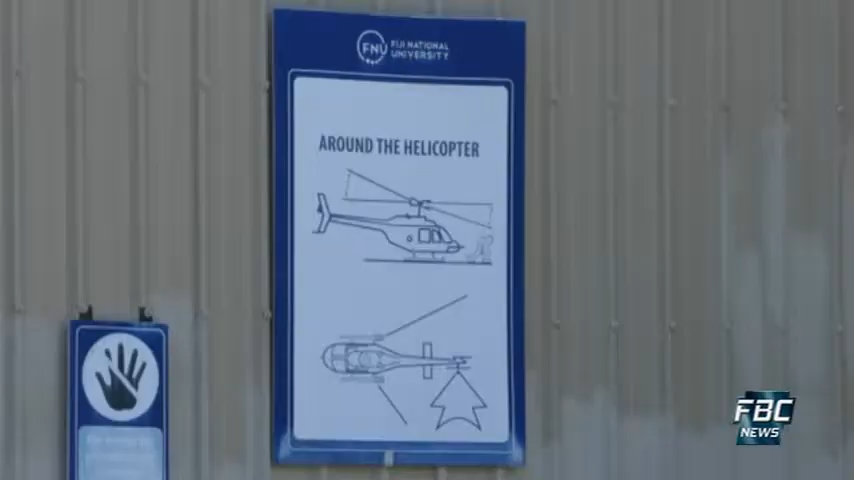 FNU
FIJI NATIONAL
UNIVERSITY
AROUND THE HELICOPTER
FBC
NEWS